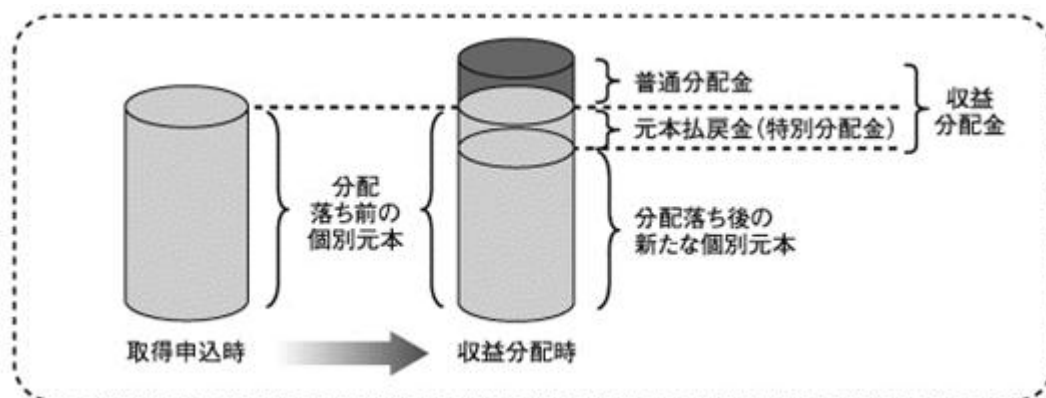 普通分配金
元本払戻金(特別分配金)
収益
分配金
分配
落ち前の
個別元本
分配落ち後の
新たな個別元本
取得申込時
収益分配時